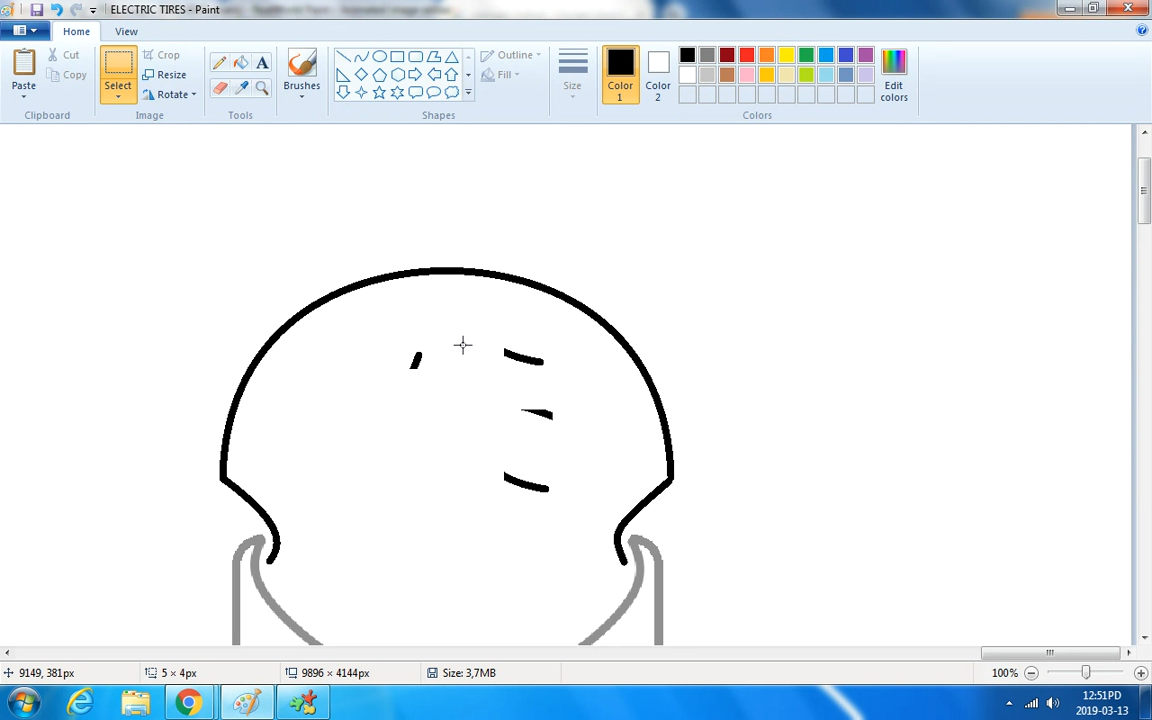 ELECTRIC TIRES - Paint
Home
View
Paste
Cut
Copy
Clipboard
Select
Crop
Resize
Rotate
Image
A
Tools
Brushes
Outline
Fill
Shapes
Size
Color
1
Color
2
Edit
colors
Colors
9149, 381px
5 × 4px
9896 × 4144px
Size: 3,7MB
100%
12:51PD
2019-03-13